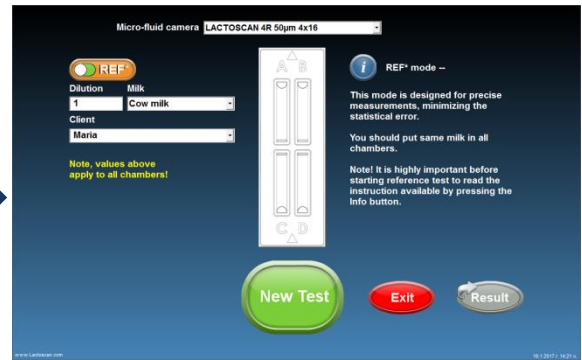 Micro-fluid camera LACTOSCAN 4R 50µm 4x16
REF*
Dilution Milk
1 Cow milk
Client
Maria
Note, values above
apply to all chambers!
A B
C D
i REF* mode --
This mode is designed for precise
measurements, minimizing the
statistical error.
You should put same milk in all
chambers.
Note! It is highly important before
starting reference test to read the
instruction available by pressing the
Info button.
New Test
Exit
Result
www.Lactoscan.com